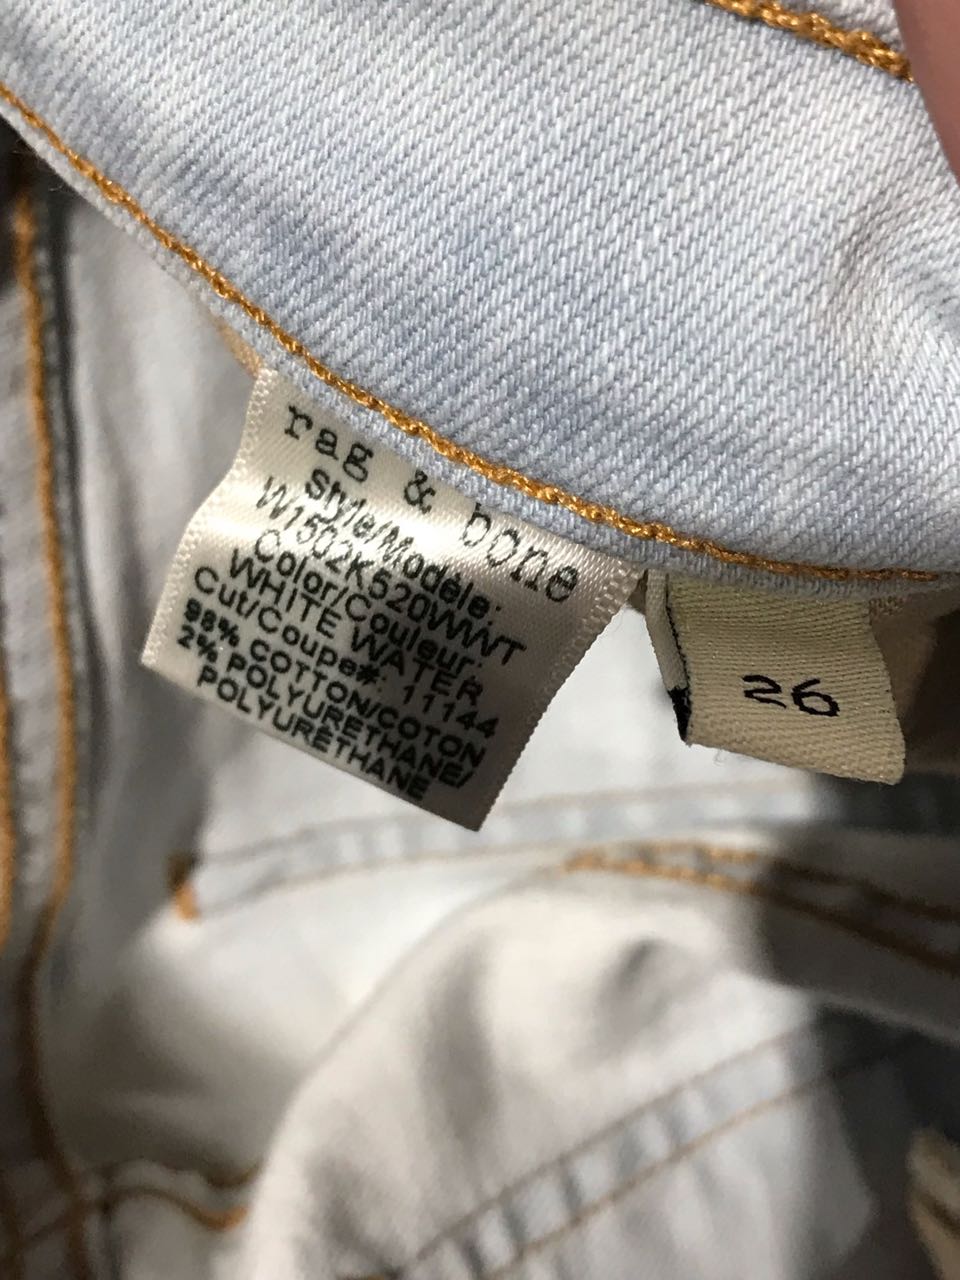 rag & bone
Style/Modèle:
W1502K520WWT
Color/Couleur:
WHITE WATER
Cut/Coupe#: 11144
98% COTTON/COTON
2% POLYURETHANE/
POLYURÉTHANE
26